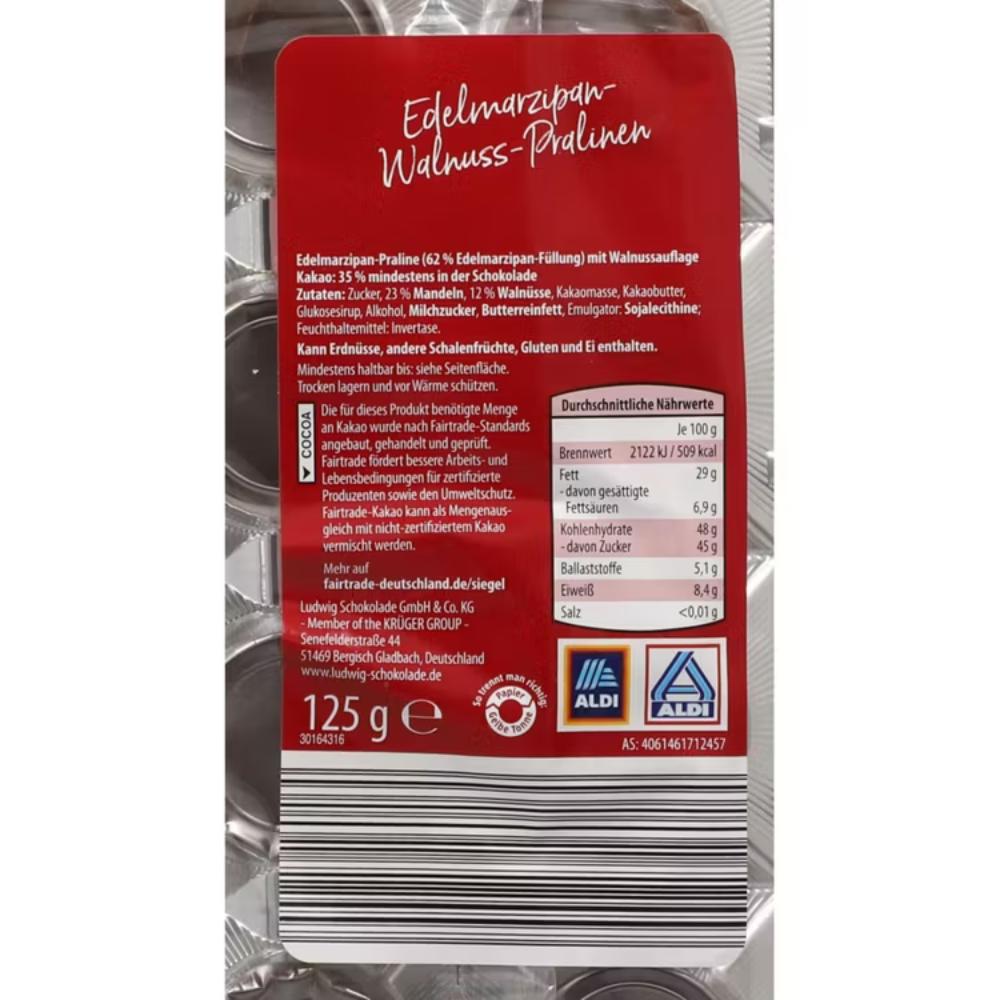 Edelmarzipan-
Walnuss-Pralinen
Edelmarzipan-Praline (62 % Edelmarzipan-Füllung) mit Walnussauflage
Kakao: 35 % mindestens in der Schokolade
Zutaten: Zucker, 23 % Mandeln, 12 % Walnüsse, Kakaomasse, Kakaobutter,
Glukosesirup, Alkohol, Milchzucker, Butterreinfett, Emulgator: Sojalecithine;
Feuchthaltemittel: Invertase.
Kann Erdnüsse, andere Schalenfrüchte, Gluten und Ei enthalten.
Mindestens haltbar bis: siehe Seitenfläche.
Trocken lagern und vor Wärme schützen.
▶ COCOA
Die für dieses Produkt benötigte Menge
an Kakao wurde nach Fairtrade-Standards
angebaut, gehandelt und geprüft.
Fairtrade fördert bessere Arbeits- und
Lebensbedingungen für zertifizierte
Produzenten sowie den Umweltschutz.
Fairtrade-Kakao kann als Mengenaus-
gleich mit nicht-zertifiziertem Kakao
vermischt werden.
Mehr auf
fairtrade-deutschland.de/siegel
Ludwig Schokolade GmbH & Co. KG
- Member of the KRÜGER GROUP -
Senefelderstraße 44
51469 Bergisch Gladbach, Deutschland
www.ludwig-schokolade.de
125 g e
30164316
So trennt man richtig:
Papier
Gelbe Tonne
Durchschnittliche Nährwerte
Je 100 g
Brennwert 2122 kJ / 509 kcal
Fett 29 g
- davon gesättigte
Fettsäuren 6,9 g
Kohlenhydrate 48 g
- davon Zucker 45 g
Ballaststoffe 5,1 g
Eiweiß 8,4 g
Salz <0,01 g
ALDI
ALDI
AS: 4061461712457